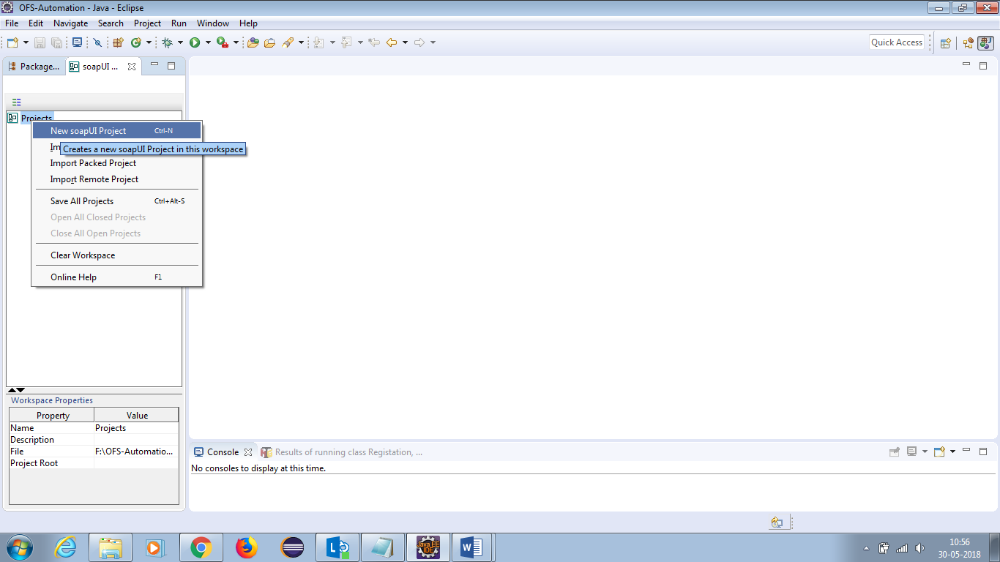 OFS-Automation - Java - Eclipse
File Edit Navigate Search Project Run Window Help
Quick Access
Package...
soapUI ...
Projects
New soapUI Project Ctrl-N
Im
Creates a new soapUI Project in this workspace
Import Packed Project
Import Remote Project
Save All Projects Ctrl+Alt-S
Open All Closed Projects
Close All Open Projects
Clear Workspace
Online Help F1
Workspace Properties
Property Value
Name Projects
Description
File F:\OFS-Automatio...
Project Root
Console
Results of running class Registation, ...
No consoles to display at this time.
Java EE
IDE
10:56
30-05-2018